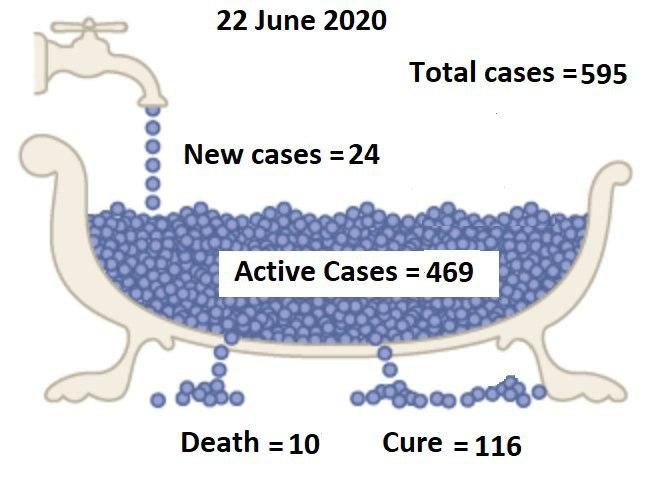 22 June 2020
Total cases =595
New cases =24
Active Cases = 469
Death =10
Cure =116